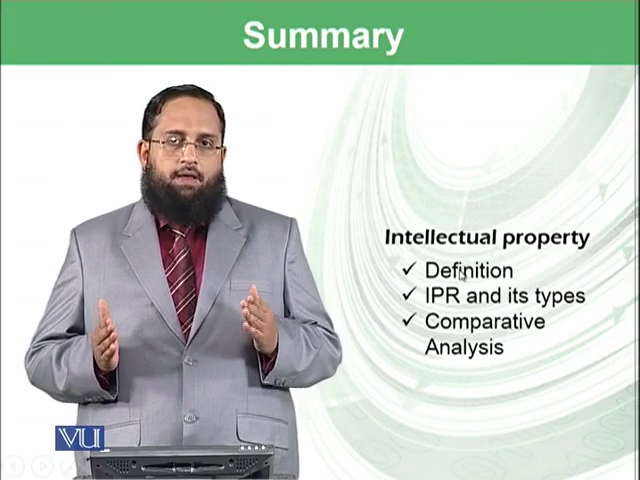 Summary
Intellectual property
✓ Definition
✓ IPR and its types
✓ Comparative
Analysis
VU